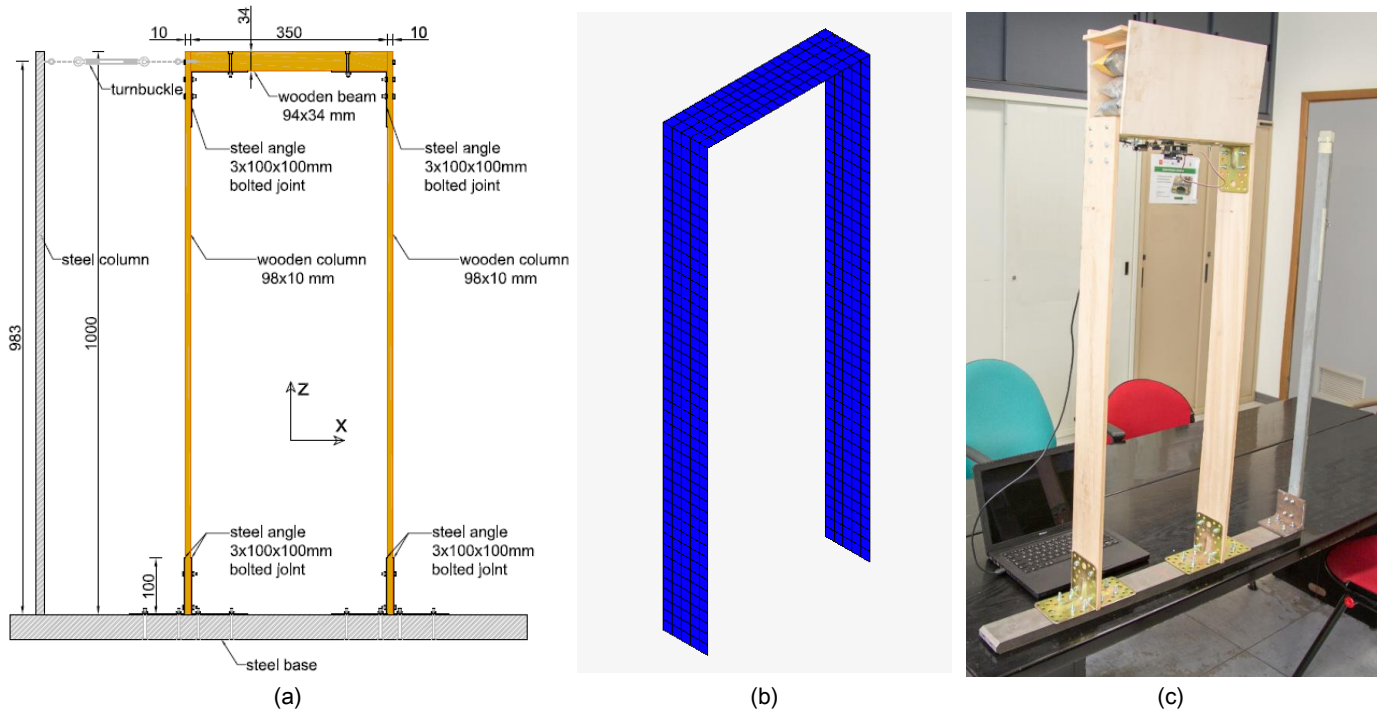 34
10
350
10
turnbuckle
wooden beam
94x34 mm
steel angle
3x100x100mm
bolted joint
steel angle
3x100x100mm
bolted joint
Z
X
steel column
wooden column
98x10 mm
wooden column
98x10 mm
983
1000
steel angle
3x100x100mm
bolted joint
steel angle
3x100x100mm
bolted joint
100
steel base
(a)
(b)
(c)